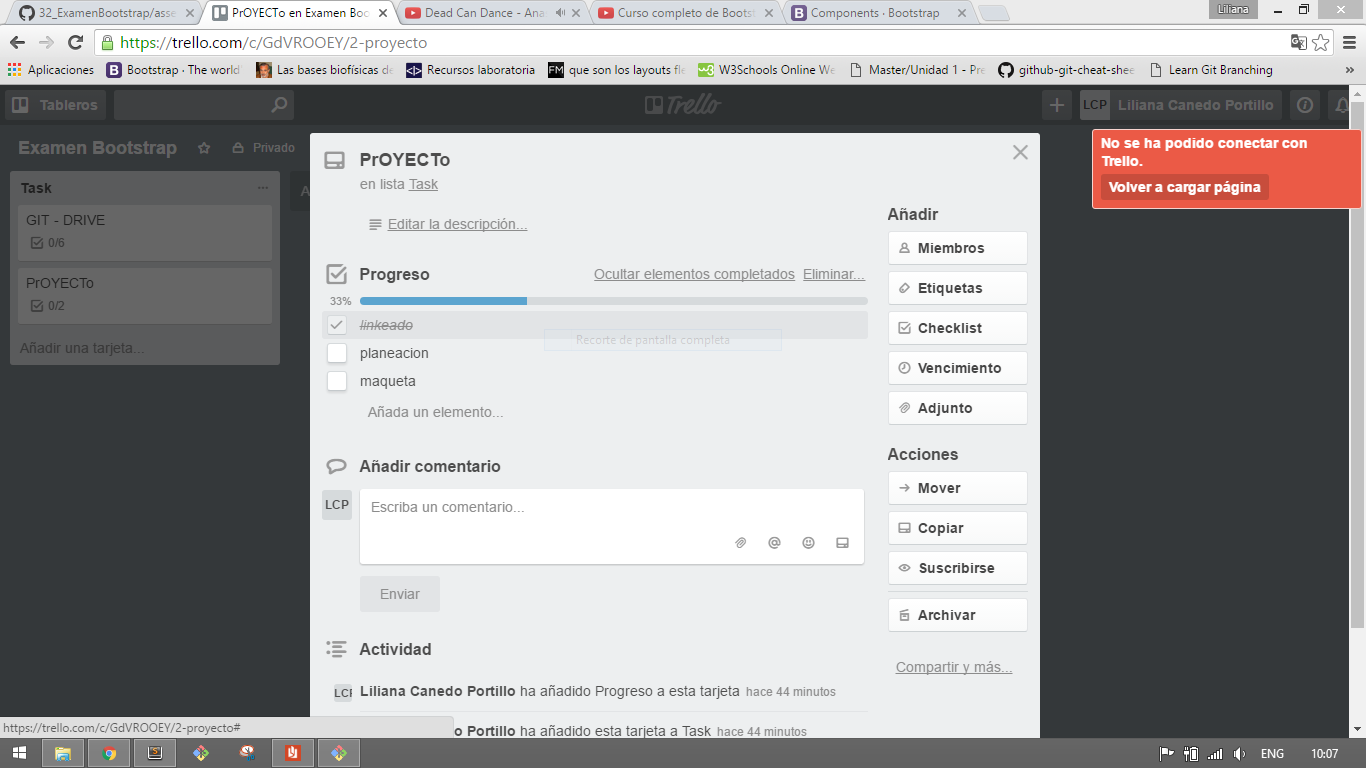 32_ExamenBootstrap/asse
PrOYECTo en Examen Boo
Dead Can Dance - Ana
Curso completo de Boots
Components · Bootstrap
Liliana
https://trello.com/c/GdVROOEY/2-proyecto
Aplicaciones
Bootstrap · The world
Las bases biofísicas de
Recursos laboratoria
FM
que son los layouts fle
W3Schools Online We
Master/Unidad 1 - Pre
github-git-cheat-shee
Learn Git Branching
»
Tableros
Trello
LCP
Liliana Canedo Portillo
Examen Bootstrap
Privado
No se ha podido conectar con
Trello.
Volver a cargar página
Task
GIT - DRIVE
0/6
PrOYECTo
0/2
Añadir una tarjeta...
A
PrOYECTo
en lista Task
Editar la descripción...
Progreso
Ocultar elementos completados
Eliminar...
33%
linkeado
Recorte de pantalla completa
planeacion
maqueta
Añada un elemento...
Añadir comentario
LCP
Escriba un comentario...
Enviar
Actividad
LCP
Liliana Canedo Portillo ha añadido Progreso a esta tarjeta hace 44 minutos
o Portillo ha añadido esta tarjeta a Task hace 44 minutos
Añadir
Miembros
Etiquetas
Checklist
Vencimiento
Adjunto
Acciones
Mover
Copiar
Suscribirse
Archivar
Compartir y más...
https://trello.com/c/GdVROOEY/2-proyecto#
ENG
10:07